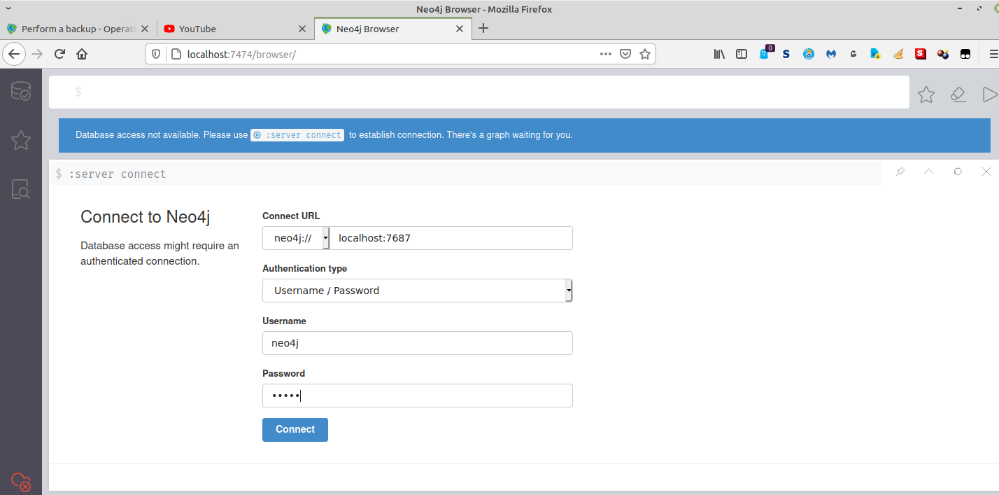 Neo4j Browser - Mozilla Firefox
Perform a backup - Operati
YouTube
Neo4j Browser
localhost:7474/browser/
0
S
S
$
Database access not available. Please use :server connect to establish connection. There's a graph waiting for you.
$ :server connect
Connect to Neo4j
Database access might require an
authenticated connection.
Connect URL
neo4j:// localhost:7687
Authentication type
Username / Password
Username
neo4j
Password
•••••
Connect